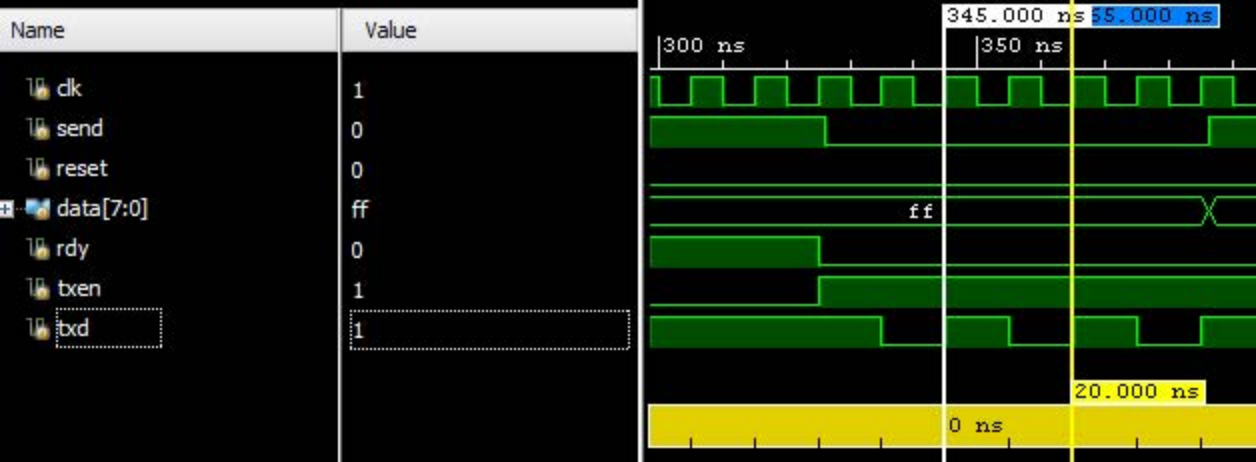 Name Value
345.000 ns 55.000 ns
300 ns 350 ns
clk 1
send 0
reset 0
data[7:0] ff ff
rdy 0
txen 1
txd 1
20.000 ns
0 ns